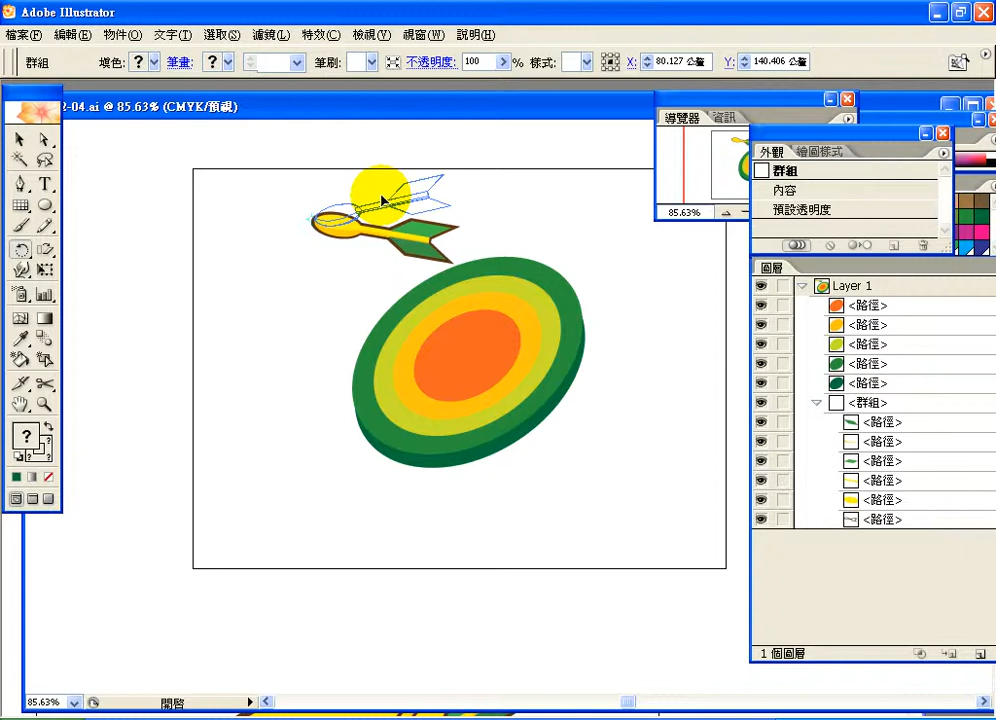 Adobe Illustrator
檔案(F) 編輯(E) 物件(O) 文字(T) 選取(S) 濾鏡(L) 特效(C) 檢視(V) 視窗(W) 說明(H)
群組 填色: ? 筆畫: ? 筆刷: 不透明度: 100 % 樣式: X: 80.127 公釐 Y: 140.406 公釐
2-04.ai @ 85.63% (CMYK/預視)
導覽器 資訊
85.63%
外觀 繪圖樣式
群組
內容
預設透明度
圖層
Layer 1
<路徑>
<路徑>
<路徑>
<路徑>
<路徑>
<群組>
<路徑>
<路徑>
<路徑>
<路徑>
<路徑>
<路徑>
1 個圖層
85.63% 開啓